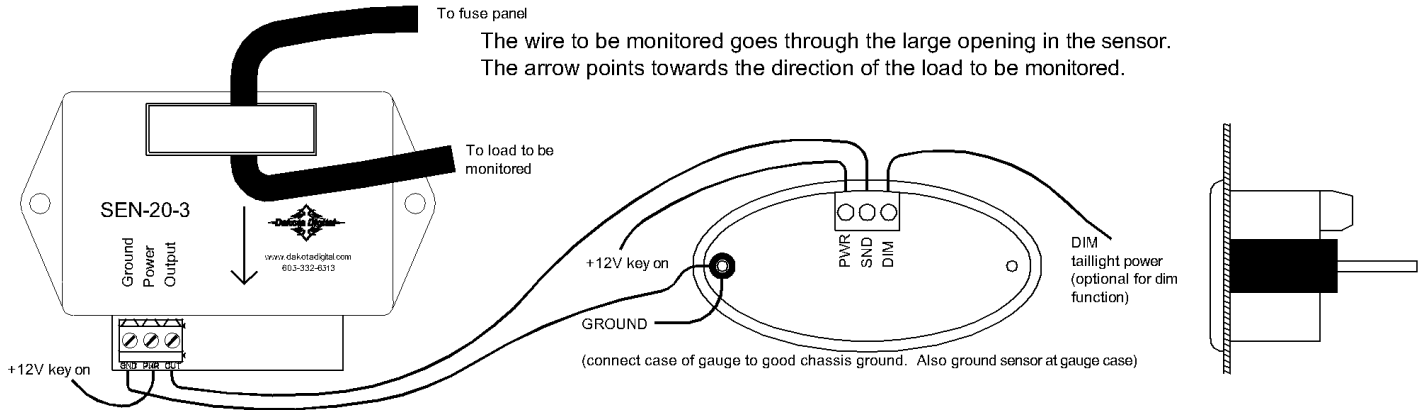 To fuse panel
The wire to be monitored goes through the large opening in the sensor.
The arrow points towards the direction of the load to be monitored.
To load to be
monitored
SEN-20-3
Dakota Digital
www.dakotadigital.com
605-332-6513
Ground
Power
Output
GND PWR OUT
+12V key on
+12V key on
PWR
SND
DIM
DIM
taillight power
(optional for dim
function)
GROUND
(connect case of gauge to good chassis ground. Also ground sensor at gauge case)